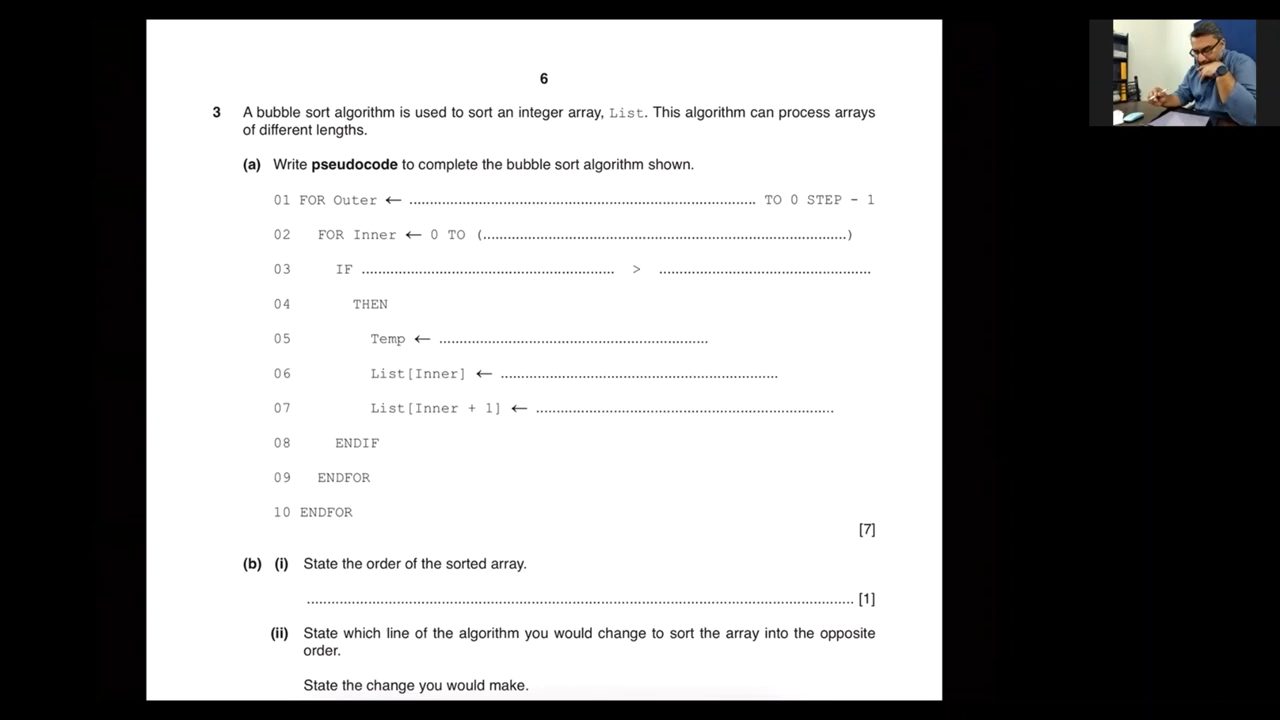 6
3 A bubble sort algorithm is used to sort an integer array, List. This algorithm can process arrays
of different lengths.
(a) Write pseudocode to complete the bubble sort algorithm shown.
01 FOR Outer ← .................................................................................... TO 0 STEP - 1
02 FOR Inner ← 0 TO (........................................................................................)
03 IF ............................................................. > ...................................................
04 THEN
05 Temp ← .................................................................
06 List[Inner] ← ...................................................................
07 List[Inner + 1] ← ........................................................................
08 ENDIF
09 ENDFOR
10 ENDFOR
[7]
(b) (i) State the order of the sorted array.
..................................................................................................................................... [1]
(ii) State which line of the algorithm you would change to sort the array into the opposite
order.
State the change you would make.